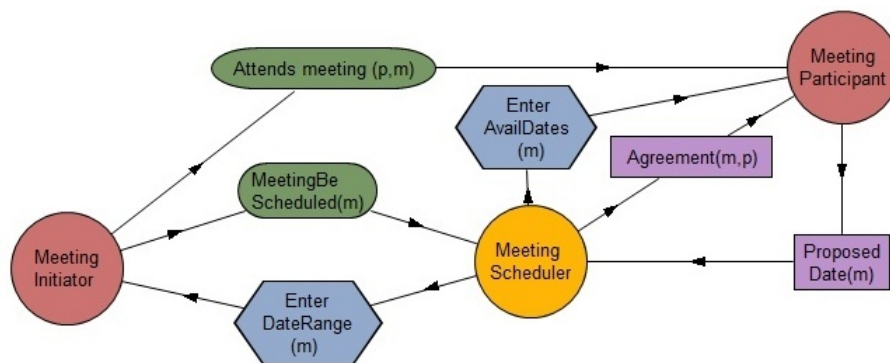 Attends meeting (p,m)
Meeting
Participant
Enter
AvailDates
(m)
Agreement(m,p)
MeetingBe
Scheduled(m)
Meeting
Initiator
Meeting
Scheduler
Proposed
Date(m)
Enter
DateRange
(m)